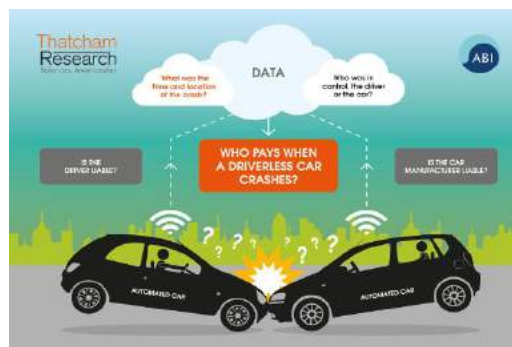 Thatcham
Research
ABI
DATA
What was the
time and location
of the crash?
Who was in
control, the driver
or the car?
IS THE
DRIVER LIABLE?
WHO PAYS WHEN
A DRIVERLESS CAR
CRASHES?
IS THE CAR
MANUFACTURER LIABLE?
? ? ? ? ? ? ?
AUTOMATED CAR
AUTOMATED CAR